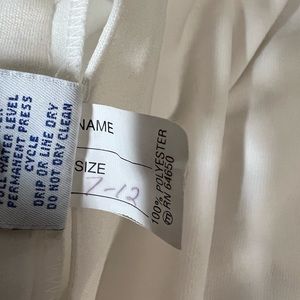 WATER LEVEL
PERMANENT PRESS
CYCLE
DRIP OR LINE DRY
DO NOT DRY CLEAN
NAME
SIZE
7-12
100% POLYESTER
RN 64650